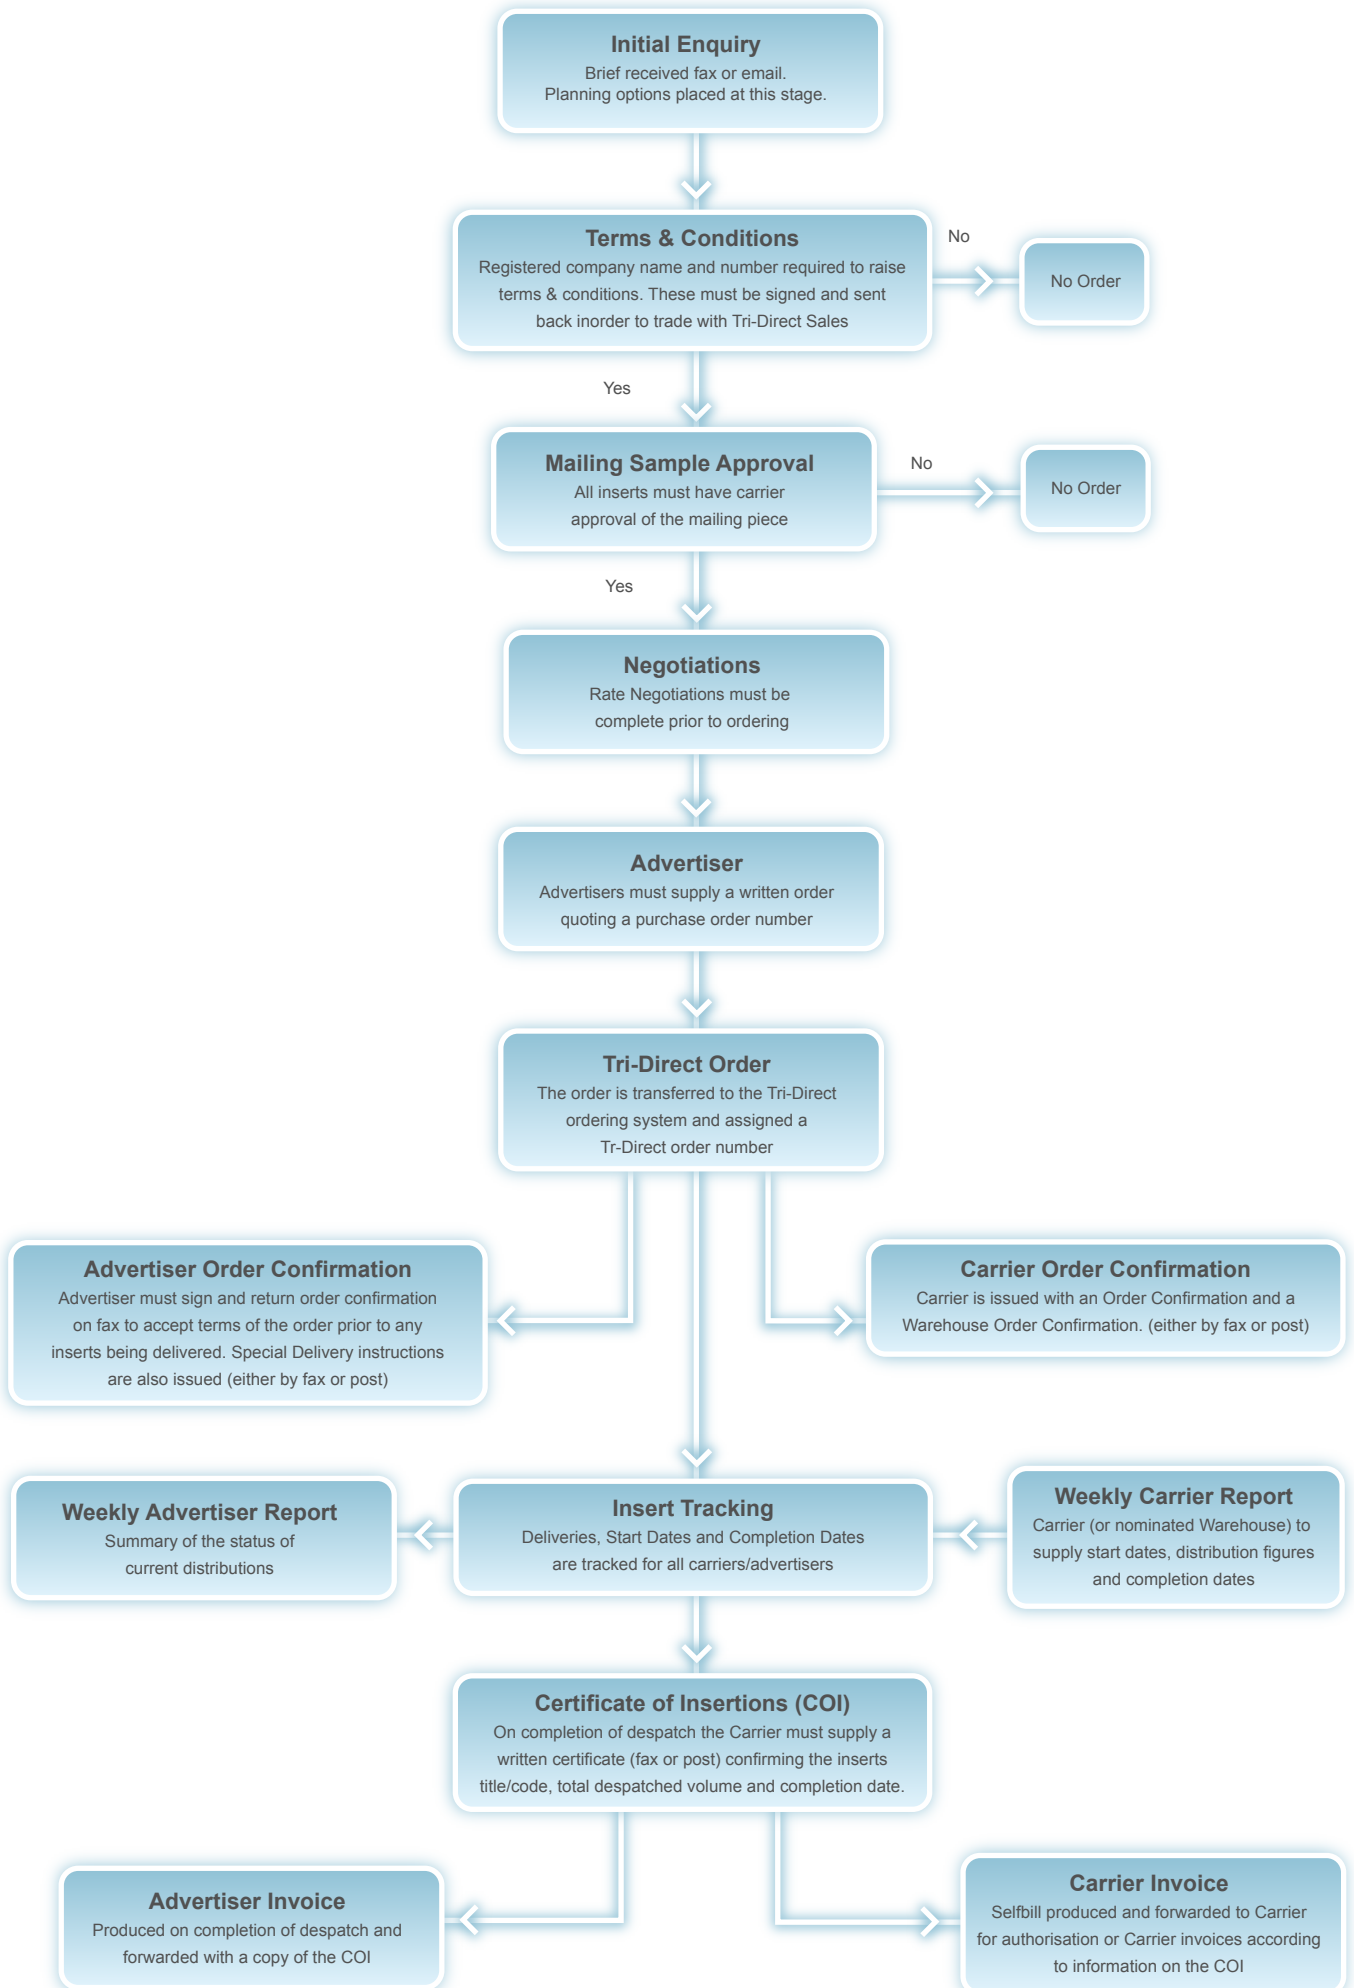 Initial Enquiry
Brief received fax or email.
Planning options placed at this stage.
Terms & Conditions
Registered company name and number required to raise
terms & conditions. These must be signed and sent
back inorder to trade with Tri-Direct Sales
No
No Order
Yes
Mailing Sample Approval
All inserts must have carrier
approval of the mailing piece
No
No Order
Yes
Negotiations
Rate Negotiations must be
complete prior to ordering
Advertiser
Advertisers must supply a written order
quoting a purchase order number
Tri-Direct Order
The order is transferred to the Tri-Direct
ordering system and assigned a
Tr-Direct order number
Advertiser Order Confirmation
Advertiser must sign and return order confirmation
on fax to accept terms of the order prior to any
inserts being delivered. Special Delivery instructions
are also issued (either by fax or post)
Carrier Order Confirmation
Carrier is issued with an Order Confirmation and a
Warehouse Order Confirmation. (either by fax or post)
Weekly Advertiser Report
Summary of the status of
current distributions
Insert Tracking
Deliveries, Start Dates and Completion Dates
are tracked for all carriers/advertisers
Weekly Carrier Report
Carrier (or nominated Warehouse) to
supply start dates, distribution figures
and completion dates
Certificate of Insertions (COI)
On completion of despatch the Carrier must supply a
written certificate (fax or post) confirming the inserts
title/code, total despatched volume and completion date.
Advertiser Invoice
Produced on completion of despatch and
forwarded with a copy of the COI
Carrier Invoice
Selfbill produced and forwarded to Carrier
for authorisation or Carrier invoices according
to information on the COI